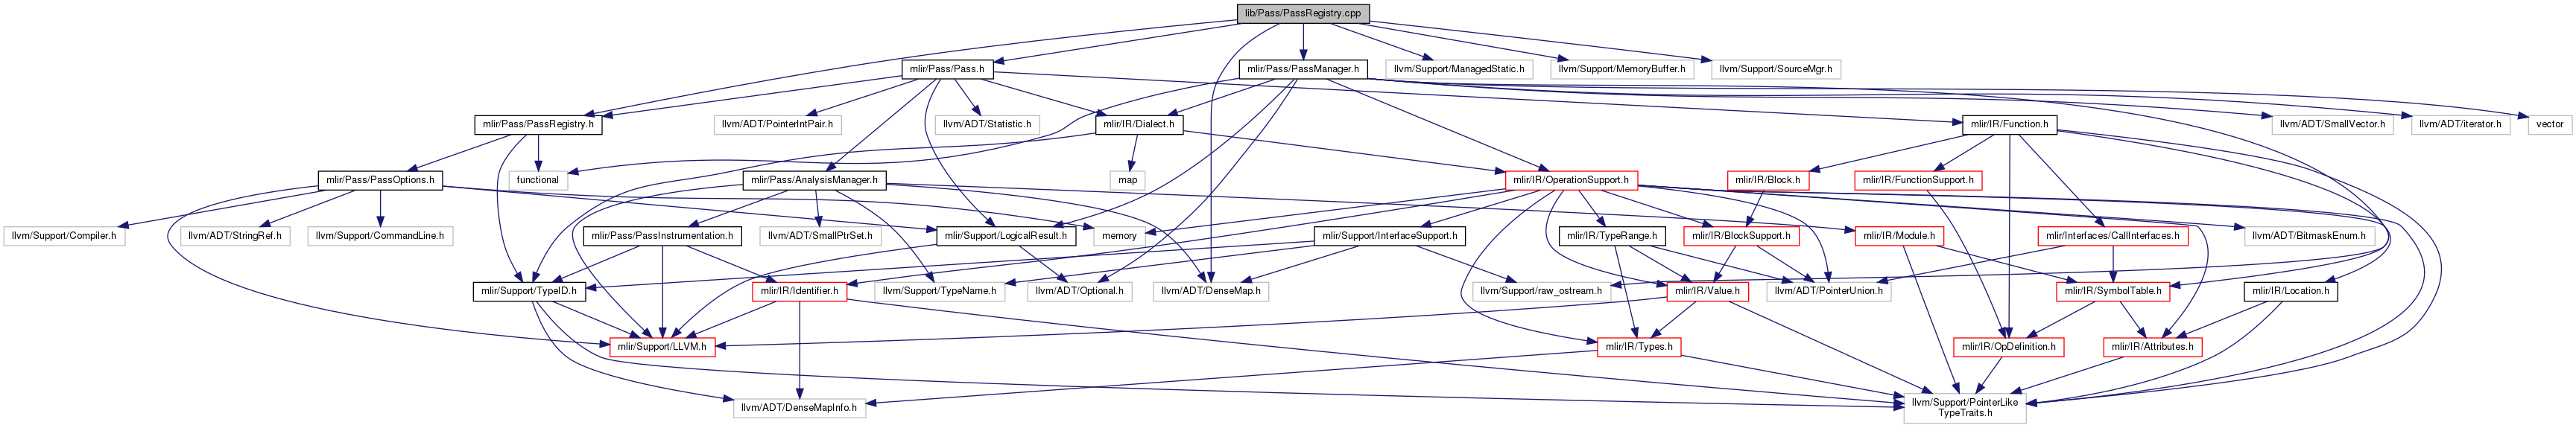 lib/Pass/PassRegistry.cpp
mlir/Pass/Pass.h
mlir/Pass/PassManager.h
llvm/Support/ManagedStatic.h
llvm/Support/MemoryBuffer.h
llvm/Support/SourceMgr.h
mlir/Pass/PassRegistry.h
llvm/ADT/PointerIntPair.h
llvm/ADT/Statistic.h
mlir/IR/Dialect.h
mlir/IR/Function.h
llvm/ADT/SmallVector.h
llvm/ADT/iterator.h
vector
mlir/Pass/PassOptions.h
functional
mlir/Pass/AnalysisManager.h
map
mlir/IR/OperationSupport.h
mlir/IR/Block.h
mlir/IR/FunctionSupport.h
llvm/Support/Compiler.h
llvm/ADT/StringRef.h
llvm/Support/CommandLine.h
mlir/Pass/PassInstrumentation.h
llvm/ADT/SmallPtrSet.h
mlir/Support/LogicalResult.h
memory
mlir/Support/InterfaceSupport.h
mlir/IR/TypeRange.h
mlir/IR/BlockSupport.h
mlir/IR/Module.h
mlir/Interfaces/CallInterfaces.h
llvm/ADT/BitmaskEnum.h
mlir/Support/TypeID.h
mlir/IR/Identifier.h
llvm/Support/TypeName.h
llvm/ADT/Optional.h
llvm/ADT/DenseMap.h
llvm/Support/raw_ostream.h
mlir/IR/Value.h
llvm/ADT/PointerUnion.h
mlir/IR/SymbolTable.h
mlir/IR/Location.h
mlir/Support/LLVM.h
mlir/IR/Types.h
mlir/IR/OpDefinition.h
mlir/IR/Attributes.h
llvm/ADT/DenseMapInfo.h
llvm/Support/PointerLike
TypeTraits.h